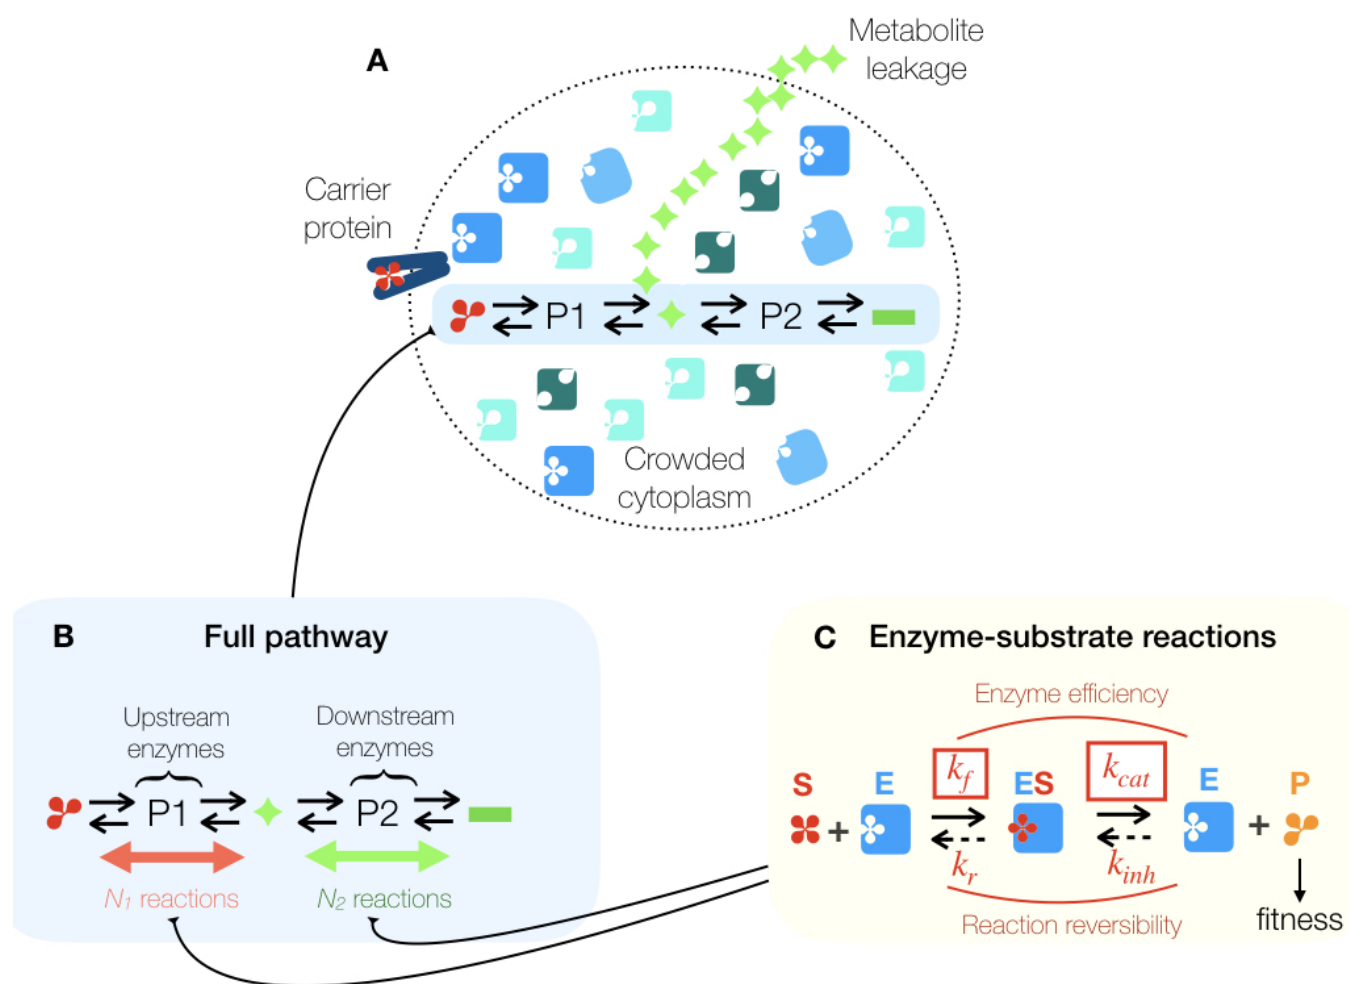 A
Metabolite
leakage
Carrier
protein
P1
P2
Crowded
cytoplasm
B Full pathway
Upstream
enzymes
Downstream
enzymes
P1
P2
N1 reactions
N2 reactions
C Enzyme-substrate reactions
Enzyme efficiency
kf
kcat
S
E
ES
E
P
+
+
kr
kinh
Reaction reversibility
fitness